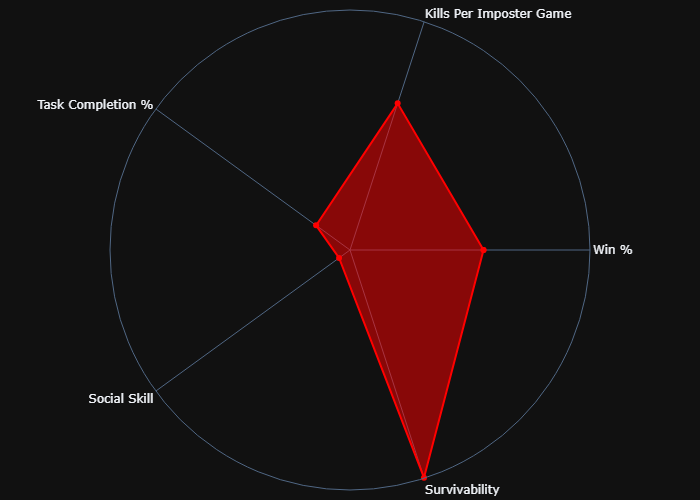 Kills Per Imposter Game
Task Completion %
Win %
Social Skill
Survivability